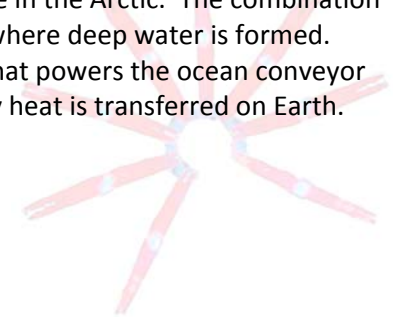 e in the Arctic.  The combination
where deep water is formed.
hat powers the ocean conveyor
y heat is transferred on Earth.